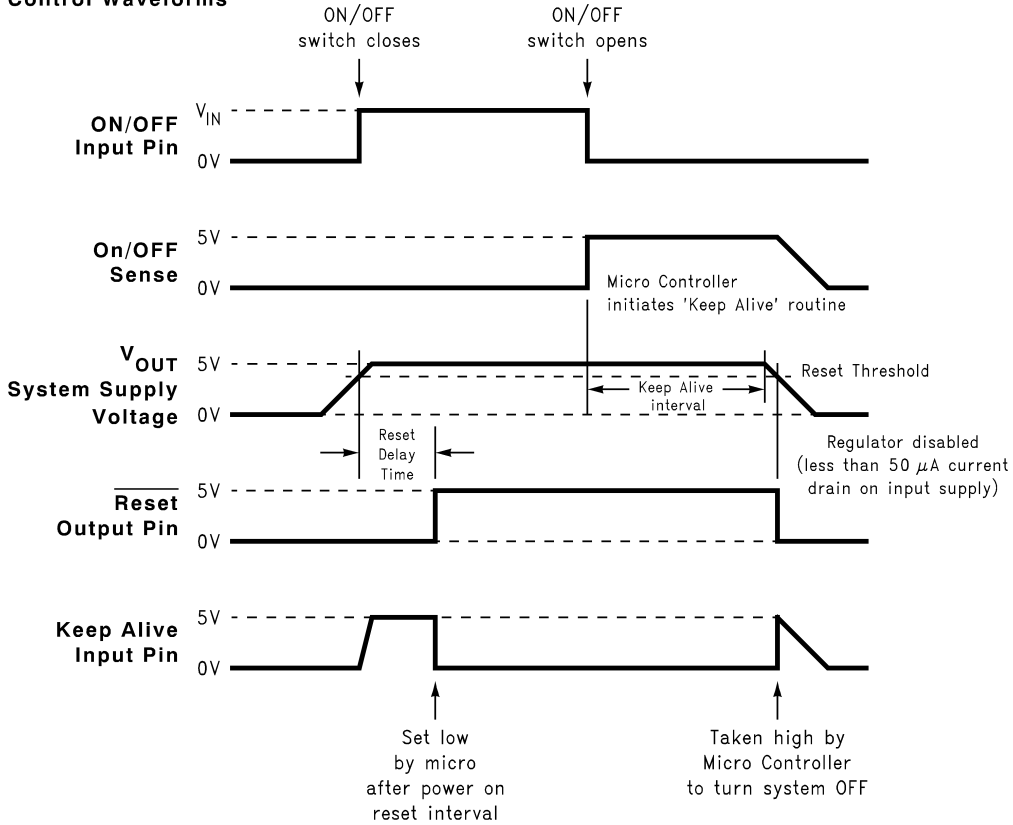 Control Waveforms
ON/OFF
switch closes
ON/OFF
switch opens
ON/OFF
Input Pin
VIN
0V
On/OFF
Sense
5V
0V
Micro Controller
initiates 'Keep Alive' routine
VOUT
System Supply
Voltage
5V
0V
Reset Threshold
Keep Alive
interval
Reset
Delay
Time
Regulator disabled
(less than 50 μA current
drain on input supply)
Reset
Output Pin
5V
0V
Keep Alive
Input Pin
5V
0V
Set low
by micro
after power on
reset interval
Taken high by
Micro Controller
to turn system OFF